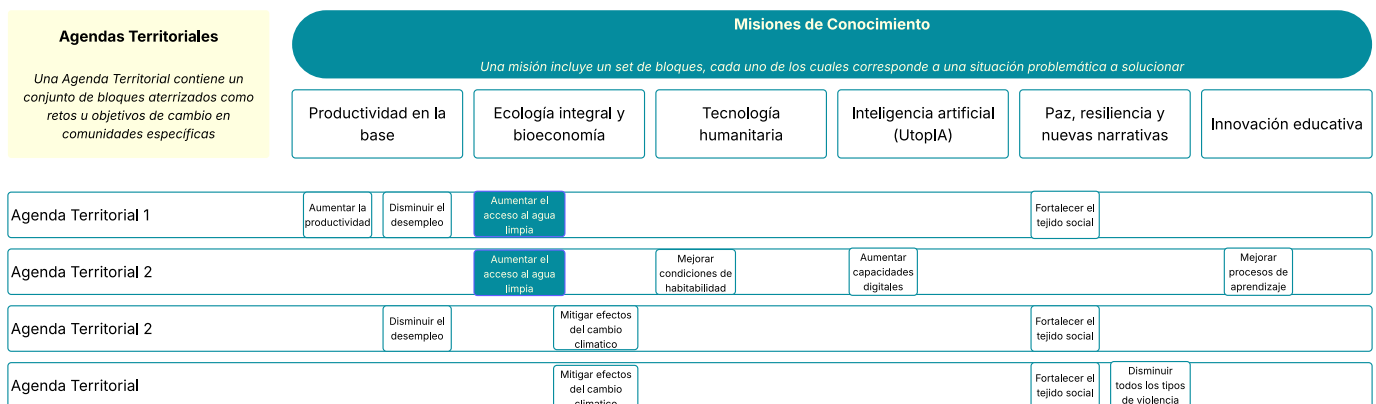 Agendas Territoriales
Una Agenda Territorial contiene un
conjunto de bloques aterrizados como
retos u objetivos de cambio en
comunidades específicas
Misiones de Conocimiento
Una misión incluye un set de bloques, cada uno de los cuales corresponde a una situación problemática a solucionar
Productividad en la
base
Ecología integral y
bioeconomía
Tecnología
humanitaria
Inteligencia artificial
(UtopIA)
Paz, resiliencia y
nuevas narrativas
Innovación educativa
Agenda Territorial 1
Aumentar la
productividad
Disminuir el
desempleo
Aumentar el
acceso al agua
limpia
Fortalecer el
tejido social
Agenda Territorial 2
Aumentar el
acceso al agua
limpia
Mejorar
condiciones de
habitabilidad
Aumentar
capacidades
digitales
Mejorar
procesos de
aprendizaje
Agenda Territorial 2
Disminuir el
desempleo
Mitigar efectos
del cambio
climatico
Fortalecer el
tejido social
Agenda Territorial
Mitigar efectos
del cambio
climatico
Fortalecer el
tejido social
Disminuir
todos los tipos
de violencia